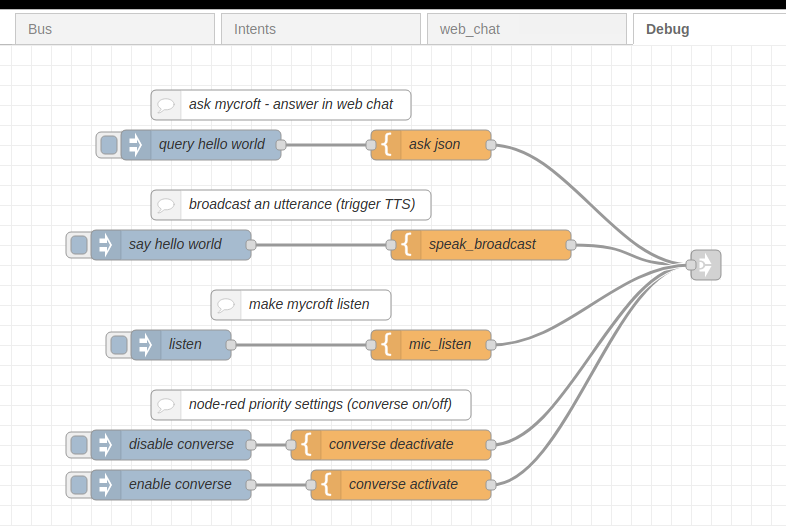 Bus
Intents
web_chat
Debug
ask mycroft - answer in web chat
query hello world
ask json
broadcast an utterance (trigger TTS)
say hello world
speak_broadcast
make mycroft listen
listen
mic_listen
node-red priority settings (converse on/off)
disable converse
converse deactivate
enable converse
converse activate